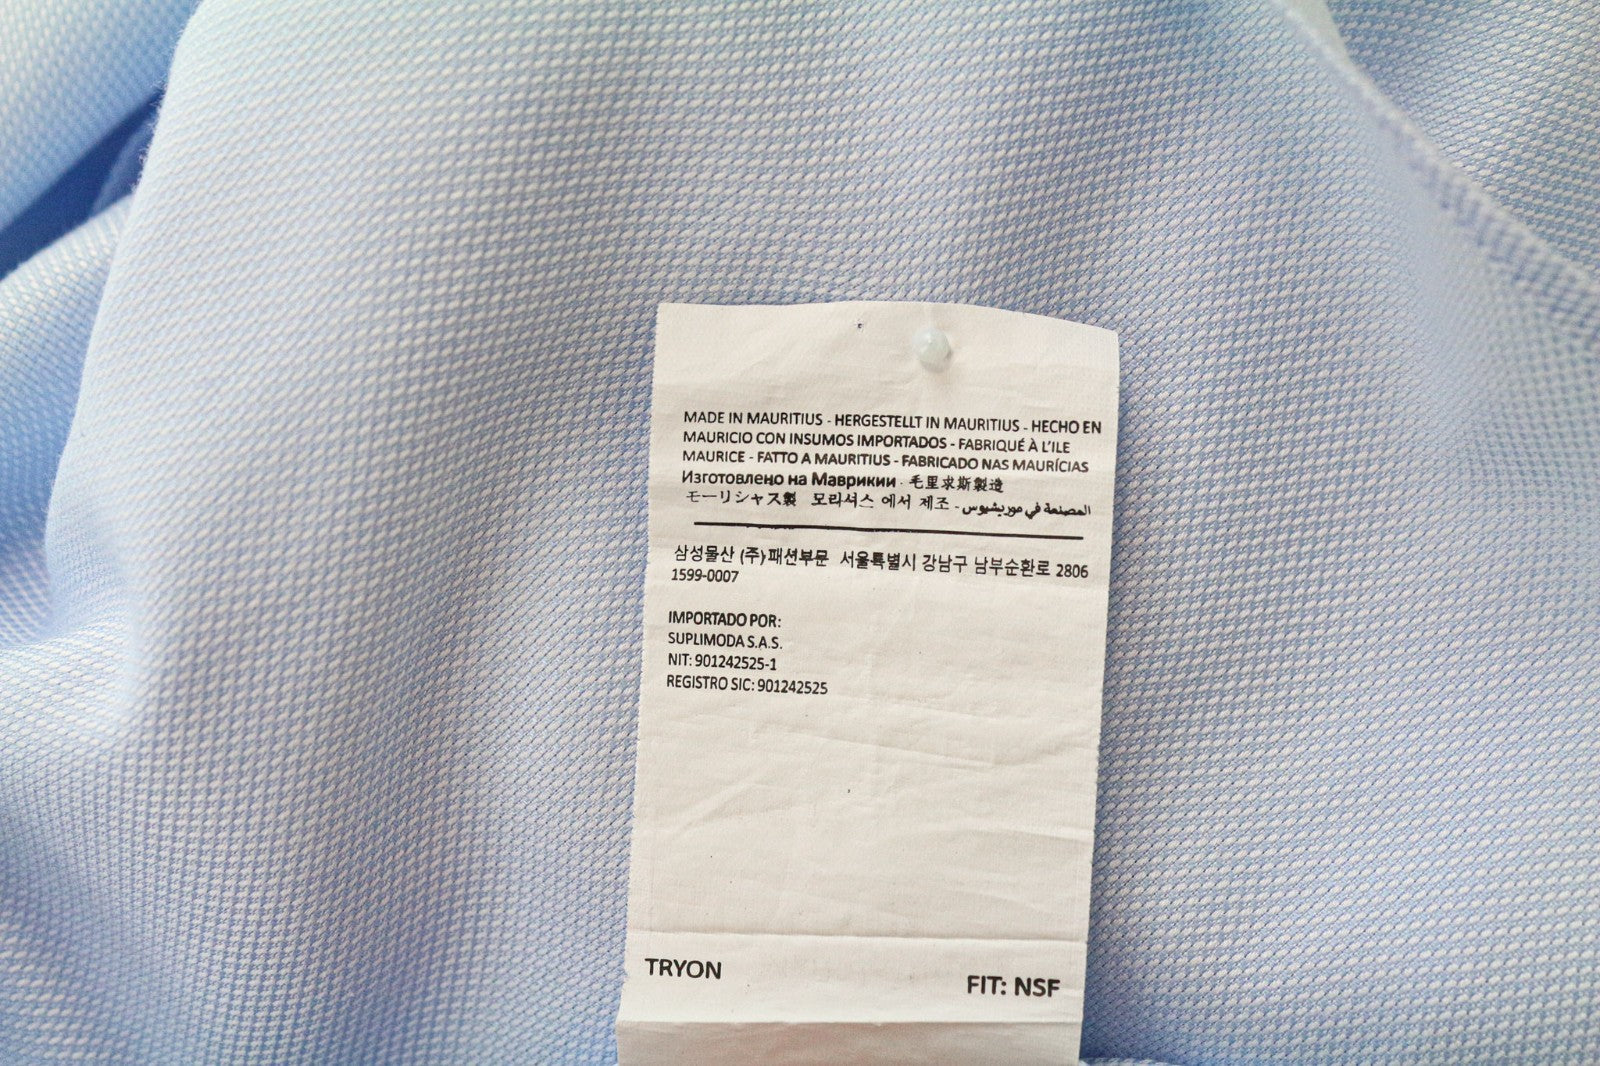 MADE IN MAURITIUS - HERGESTELLT IN MAURITIUS - HECHO EN
MAURICIO CON INSUMOS IMPORTADOS - FABRIQUÉ À L'ILE
MAURICE - FATTO A MAURITIUS - FABRICADO NAS MAURÍCIAS
Изготовлено на Маврикии - 毛里求斯製造
モーリシャス製 모리셔스 에서 제조 - المصنعة في موريشيوس
삼성물산 (주)패션부문 서울특별시 강남구 남부순환로 2806
1599-0007
IMPORTADO POR:
SUPLIMODA S.A.S.
NIT: 901242525-1
REGISTRO SIC: 901242525
TRYON FIT: NSF